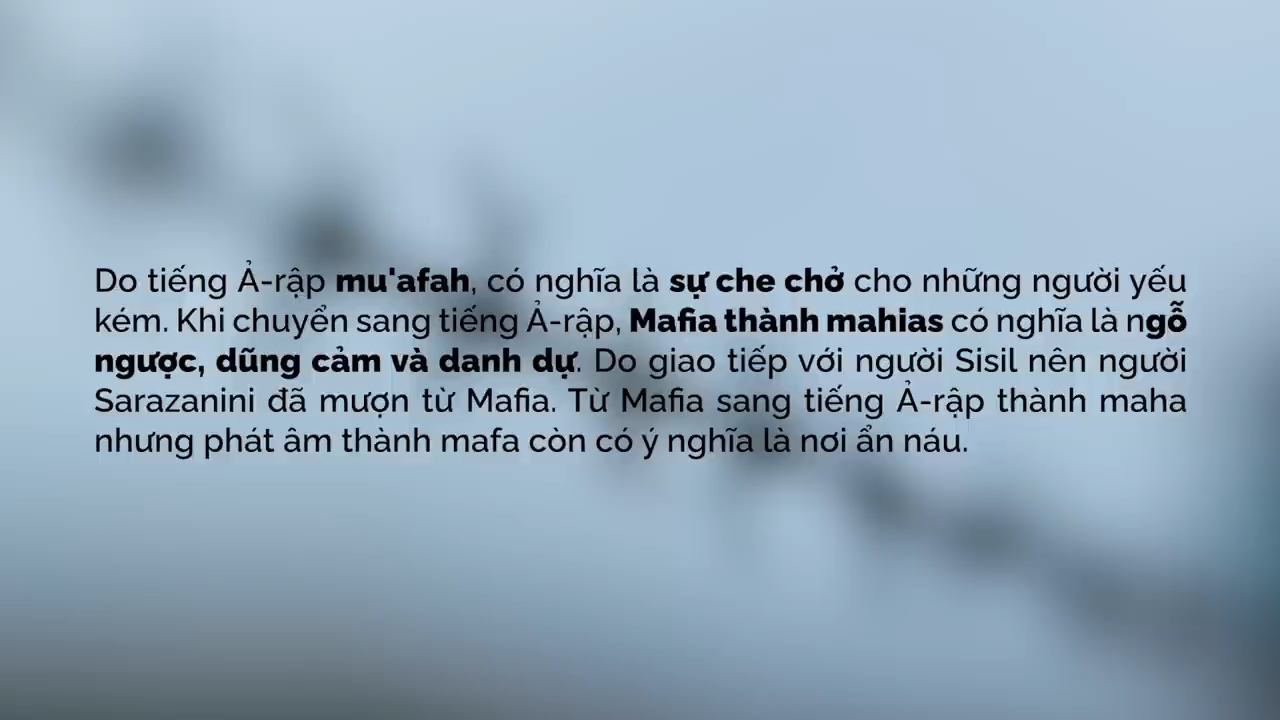 Do tiếng Ả-rập mu'afah, có nghĩa là sự che chở cho những người yếu
kém. Khi chuyển sang tiếng Ả-rập, Mafia thành mahias có nghĩa là ngỗ
ngược, dũng cảm và danh dự. Do giao tiếp với người Sisil nên người
Sarazanini đã mượn từ Mafia. Từ Mafia sang tiếng Ả-rập thành maha
nhưng phát âm thành mafa còn có ý nghĩa là nơi ẩn náu.